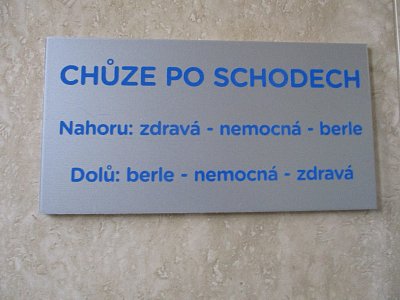 CHŮZE PO SCHODECH
Nahoru: zdravá - nemocná - berle
Dolů: berle - nemocná - zdravá